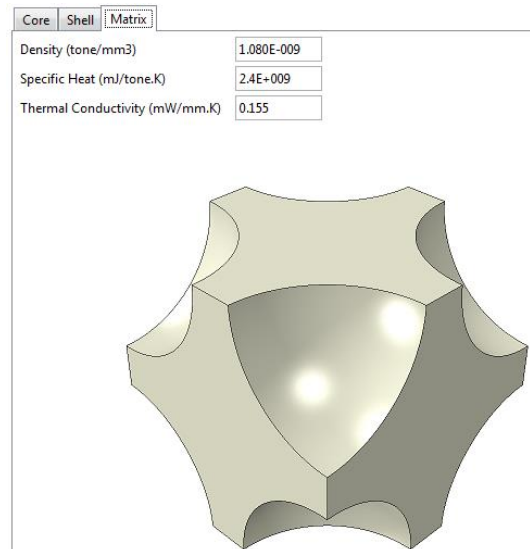 Core Shell Matrix
Density (tone/mm3) 1.080E-009
Specific Heat (mJ/tone.K) 2.4E+009
Thermal Conductivity (mW/mm.K) 0.155